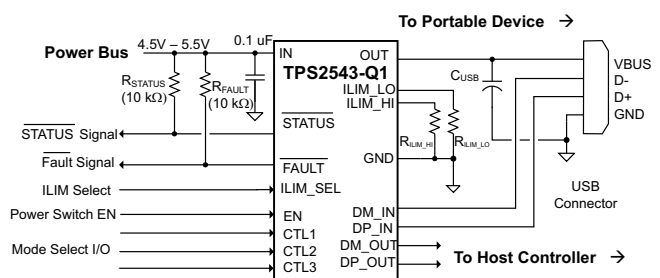 To Portable Device →
Power Bus
4.5V – 5.5V
0.1 uF
IN
OUT
TPS2543-Q1
RSTATUS
(10 kΩ)
RFAULT
(10 kΩ)
ILIM_LO
ILIM_HI
CUSB
VBUS
D-
D+
GND
STATUS
STATUS Signal
RILIM_HI
RILIM_LO
Fault Signal
FAULT
GND
ILIM Select
ILIM_SEL
USB
Connector
Power Switch EN
EN
DM_IN
DP_IN
CTL1
Mode Select I/O
CTL2
DM_OUT
To Host Controller →
CTL3
DP_OUT